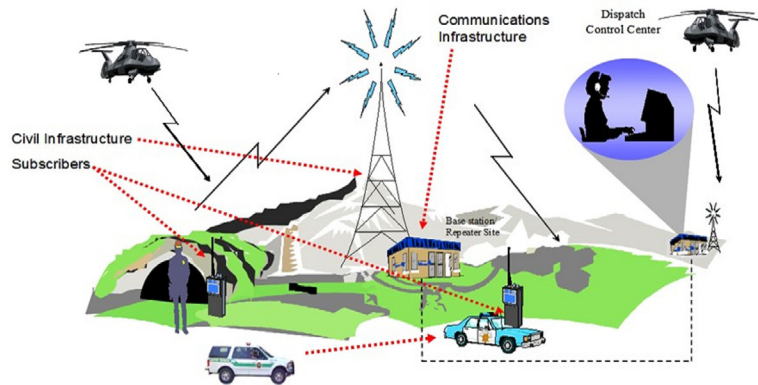 Communications
Infrastructure
Dispatch
Control Center
Civil Infrastructure
Subscribers
Base station/
Repeater Site